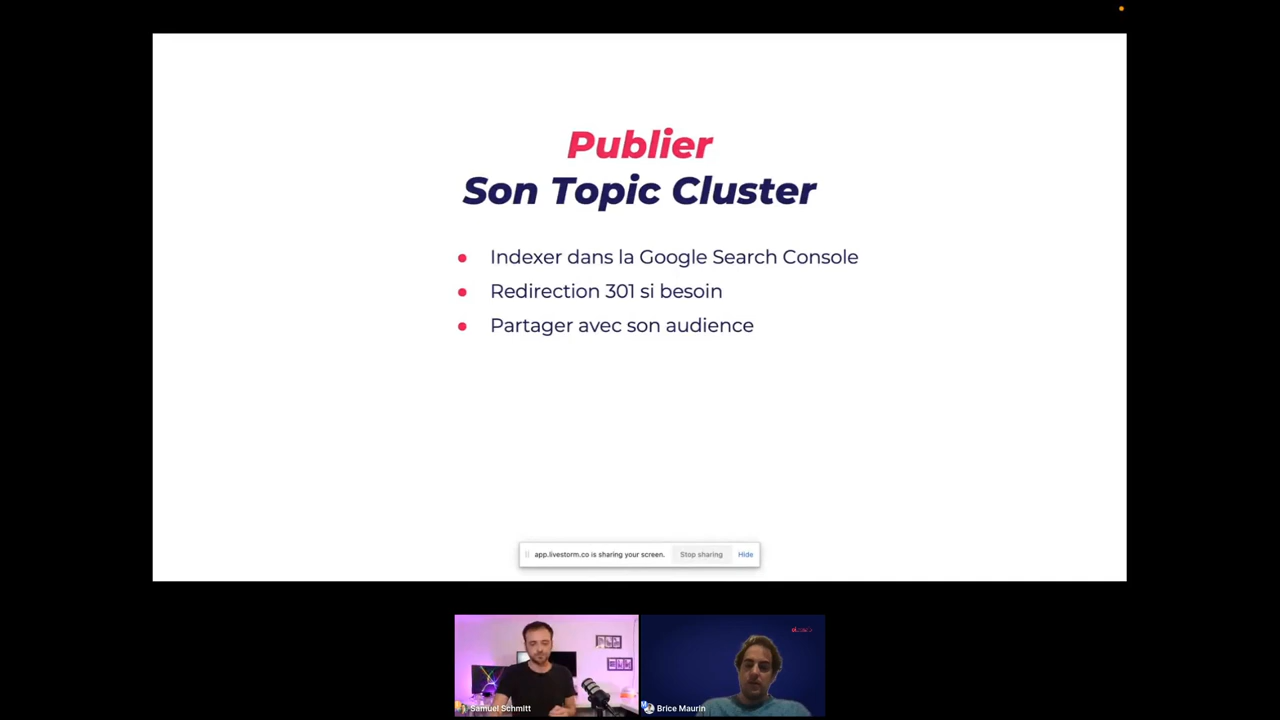 Publier
Son Topic Cluster
Indexer dans la Google Search Console
Redirection 301 si besoin
Partager avec son audience
app.livestorm.co is sharing your screen. Stop sharing Hide
Samuel Schmitt
Brice Maurin